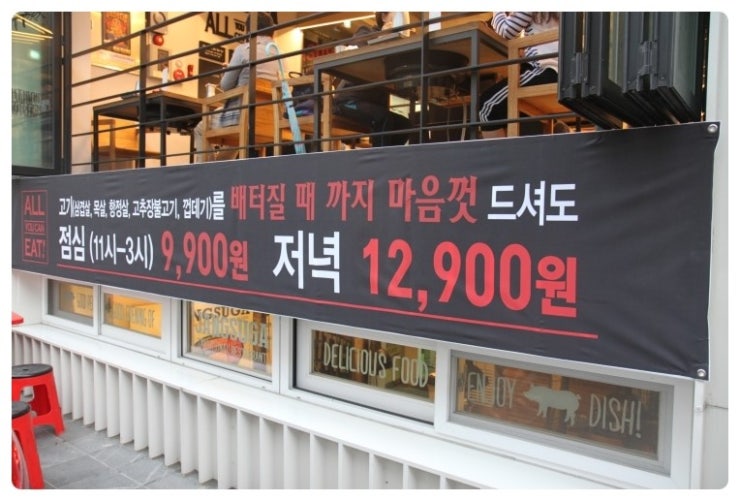 ALL
YOU CAN
EAT!
고기(삼겹살, 목살, 항정살, 고추장불고기, 껍데기)를 배터질 때 까지 마음껏 드셔도
점심 (11시-3시) 9,900원 저녁 12,900원
SANGSUGA
DELICIOUS FOOD
ENJOY DISH!
ALL